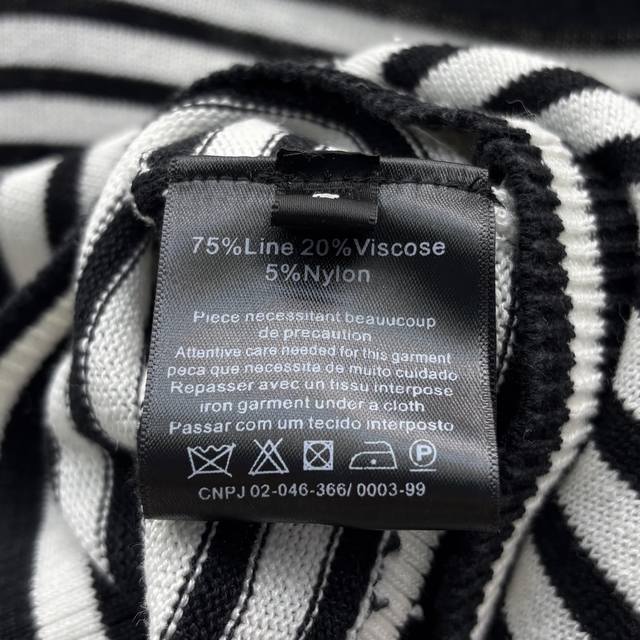 75%Line 20%Viscose
5%Nylon
Piece necessitant beauucoup
de precaution
Attentive care needed for this garment
peca que necessita de muito cuidado
Repasser avec un tissu interpose
iron garment under a cloth
Passar com um tecido interposto
P
CNPJ 02-046-366/ 0003-99